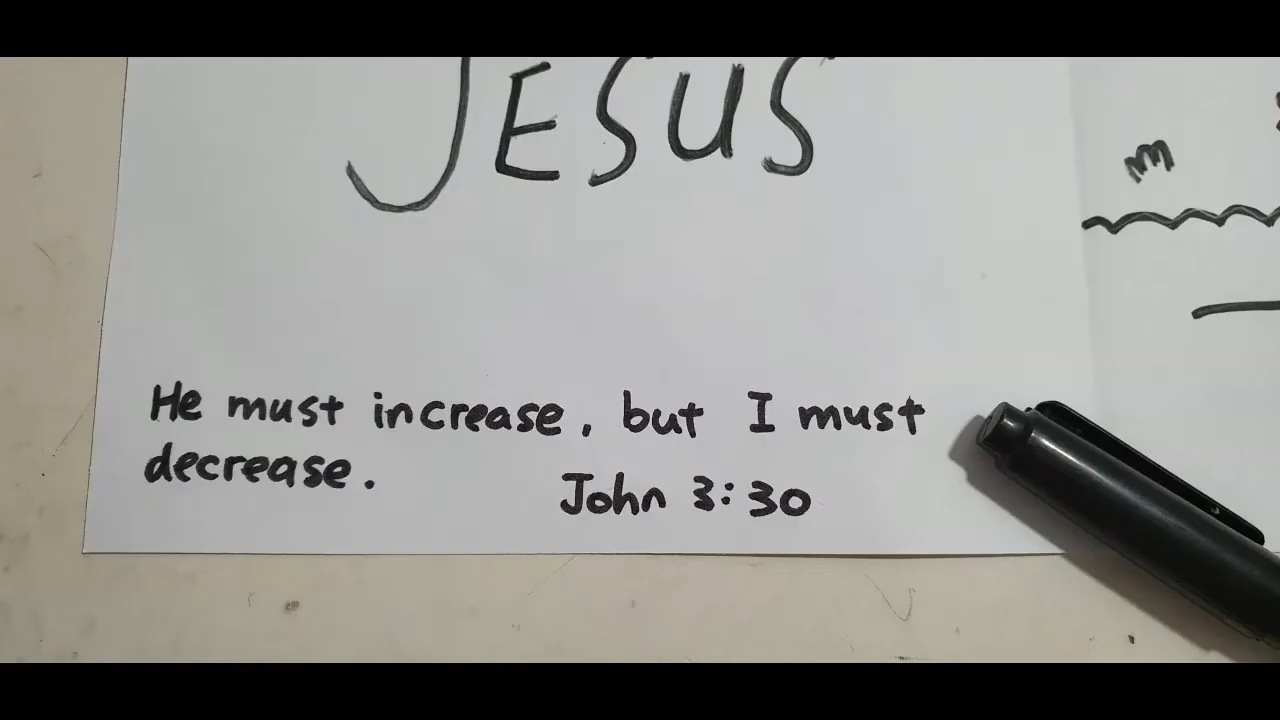 JESUS
m
He must increase, but I must
decrease.
John 3:30